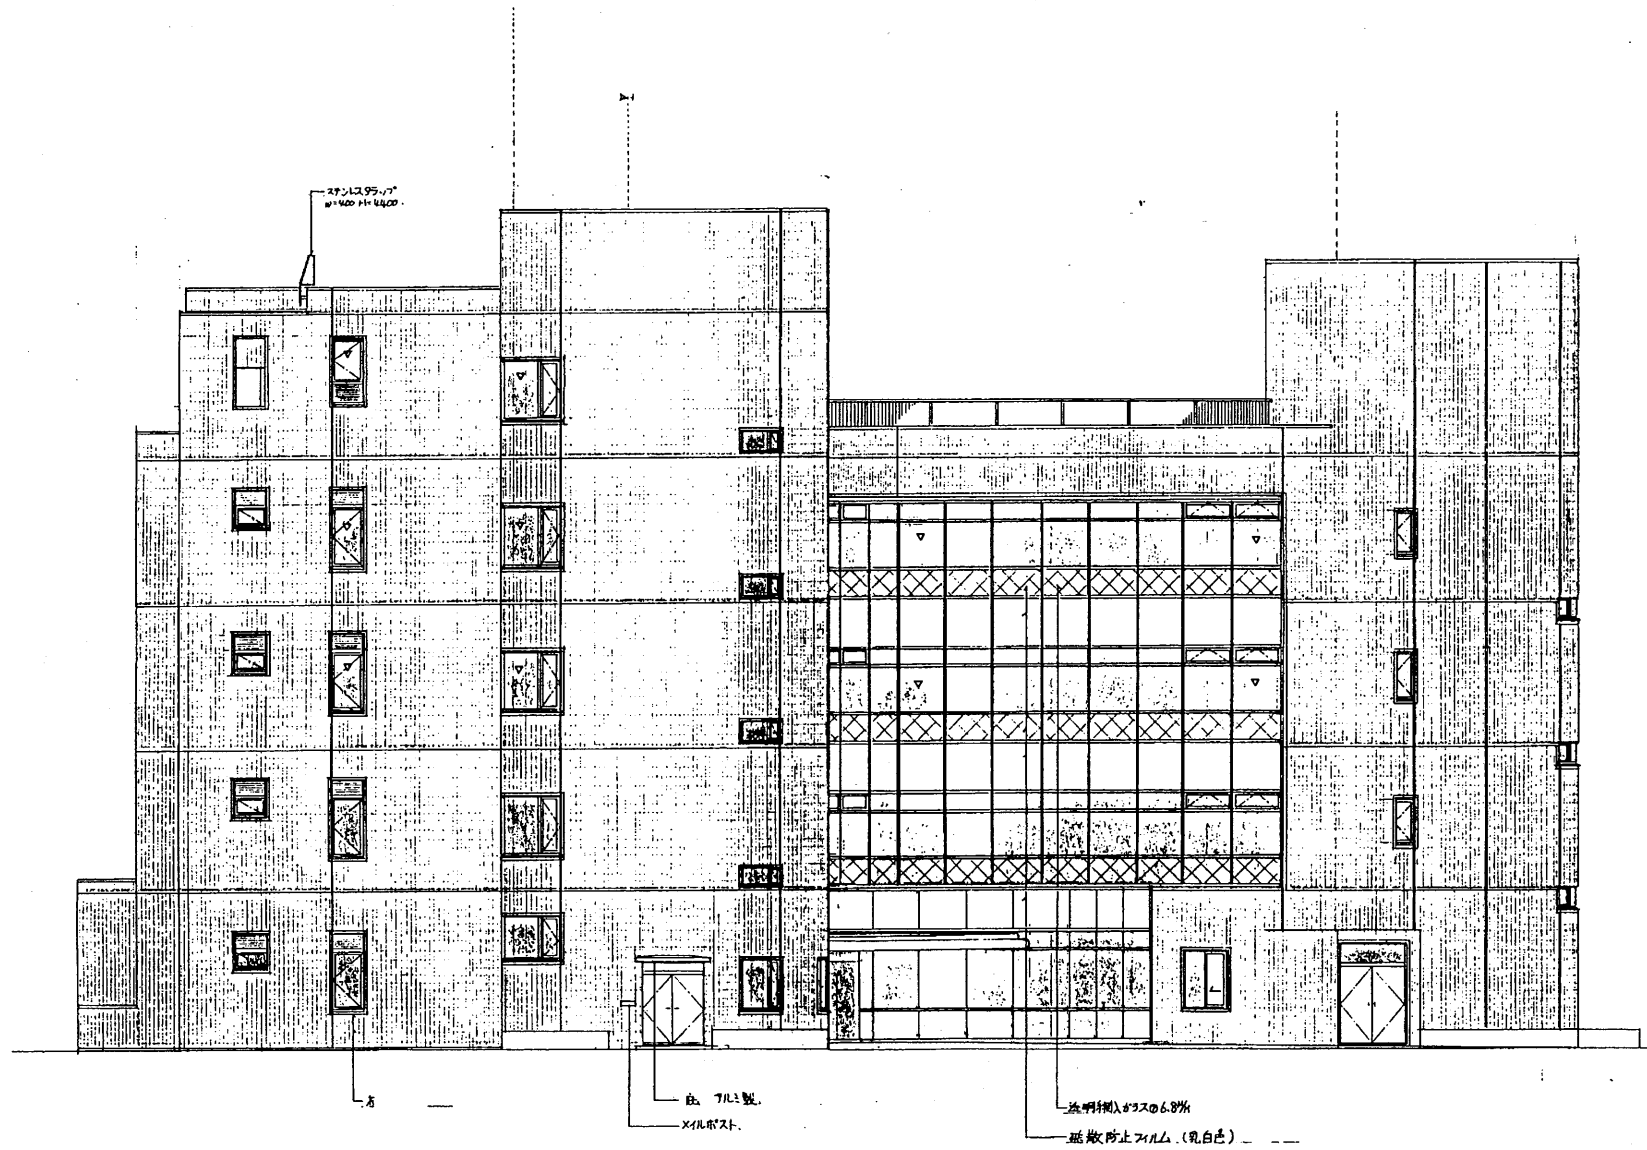 ステンレスタラップ
W=400 H=4400.
庇 アルミ製.
メイルポスト.
透明網入ガラス⑦6.8㎜
飛散防止フィルム.(乳白色)